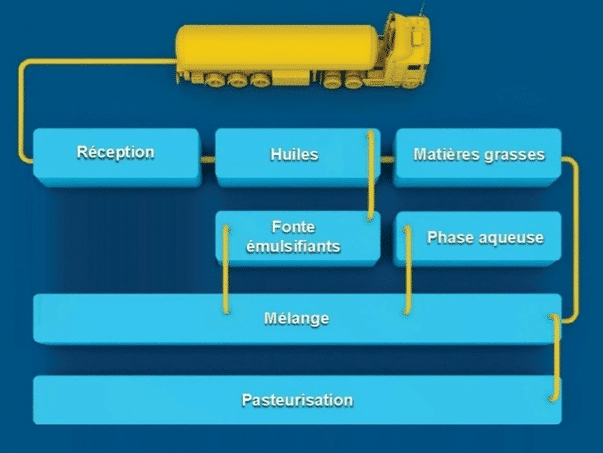 Réception
Huiles
Matières grasses
Fonte
émulsifiants
Phase aqueuse
Mélange
Pasteurisation